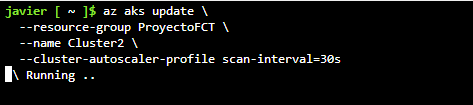 javier [ ~ ]$ az aks update \
--resource-group ProyectoFCT \
--name Cluster2 \
--cluster-autoscaler-profile scan-interval=30s
\ Running ..